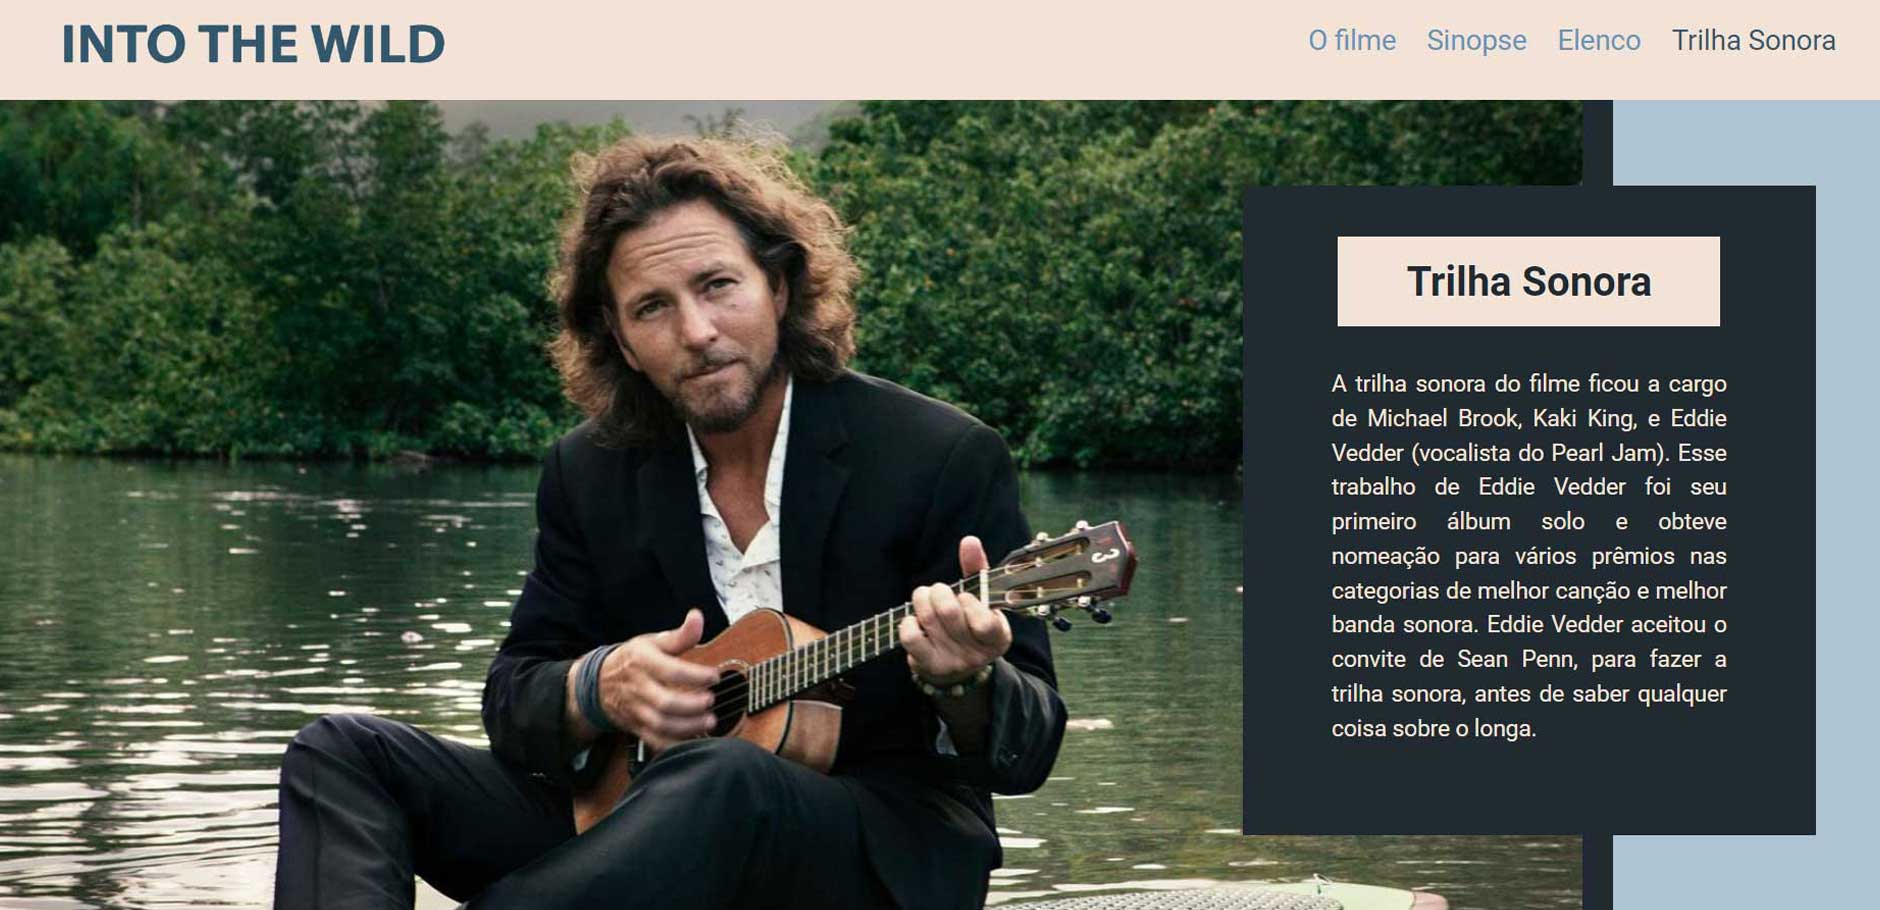 INTO THE WILD
O filme Sinopse Elenco Trilha Sonora
Trilha Sonora
A trilha sonora do filme ficou a cargo
de Michael Brook, Kaki King, e Eddie
Vedder (vocalista do Pearl Jam). Esse
trabalho de Eddie Vedder foi seu
primeiro álbum solo e obteve
nomeação para vários prêmios nas
categorias de melhor canção e melhor
banda sonora. Eddie Vedder aceitou o
convite de Sean Penn, para fazer a
trilha sonora, antes de saber qualquer
coisa sobre o longa.
3